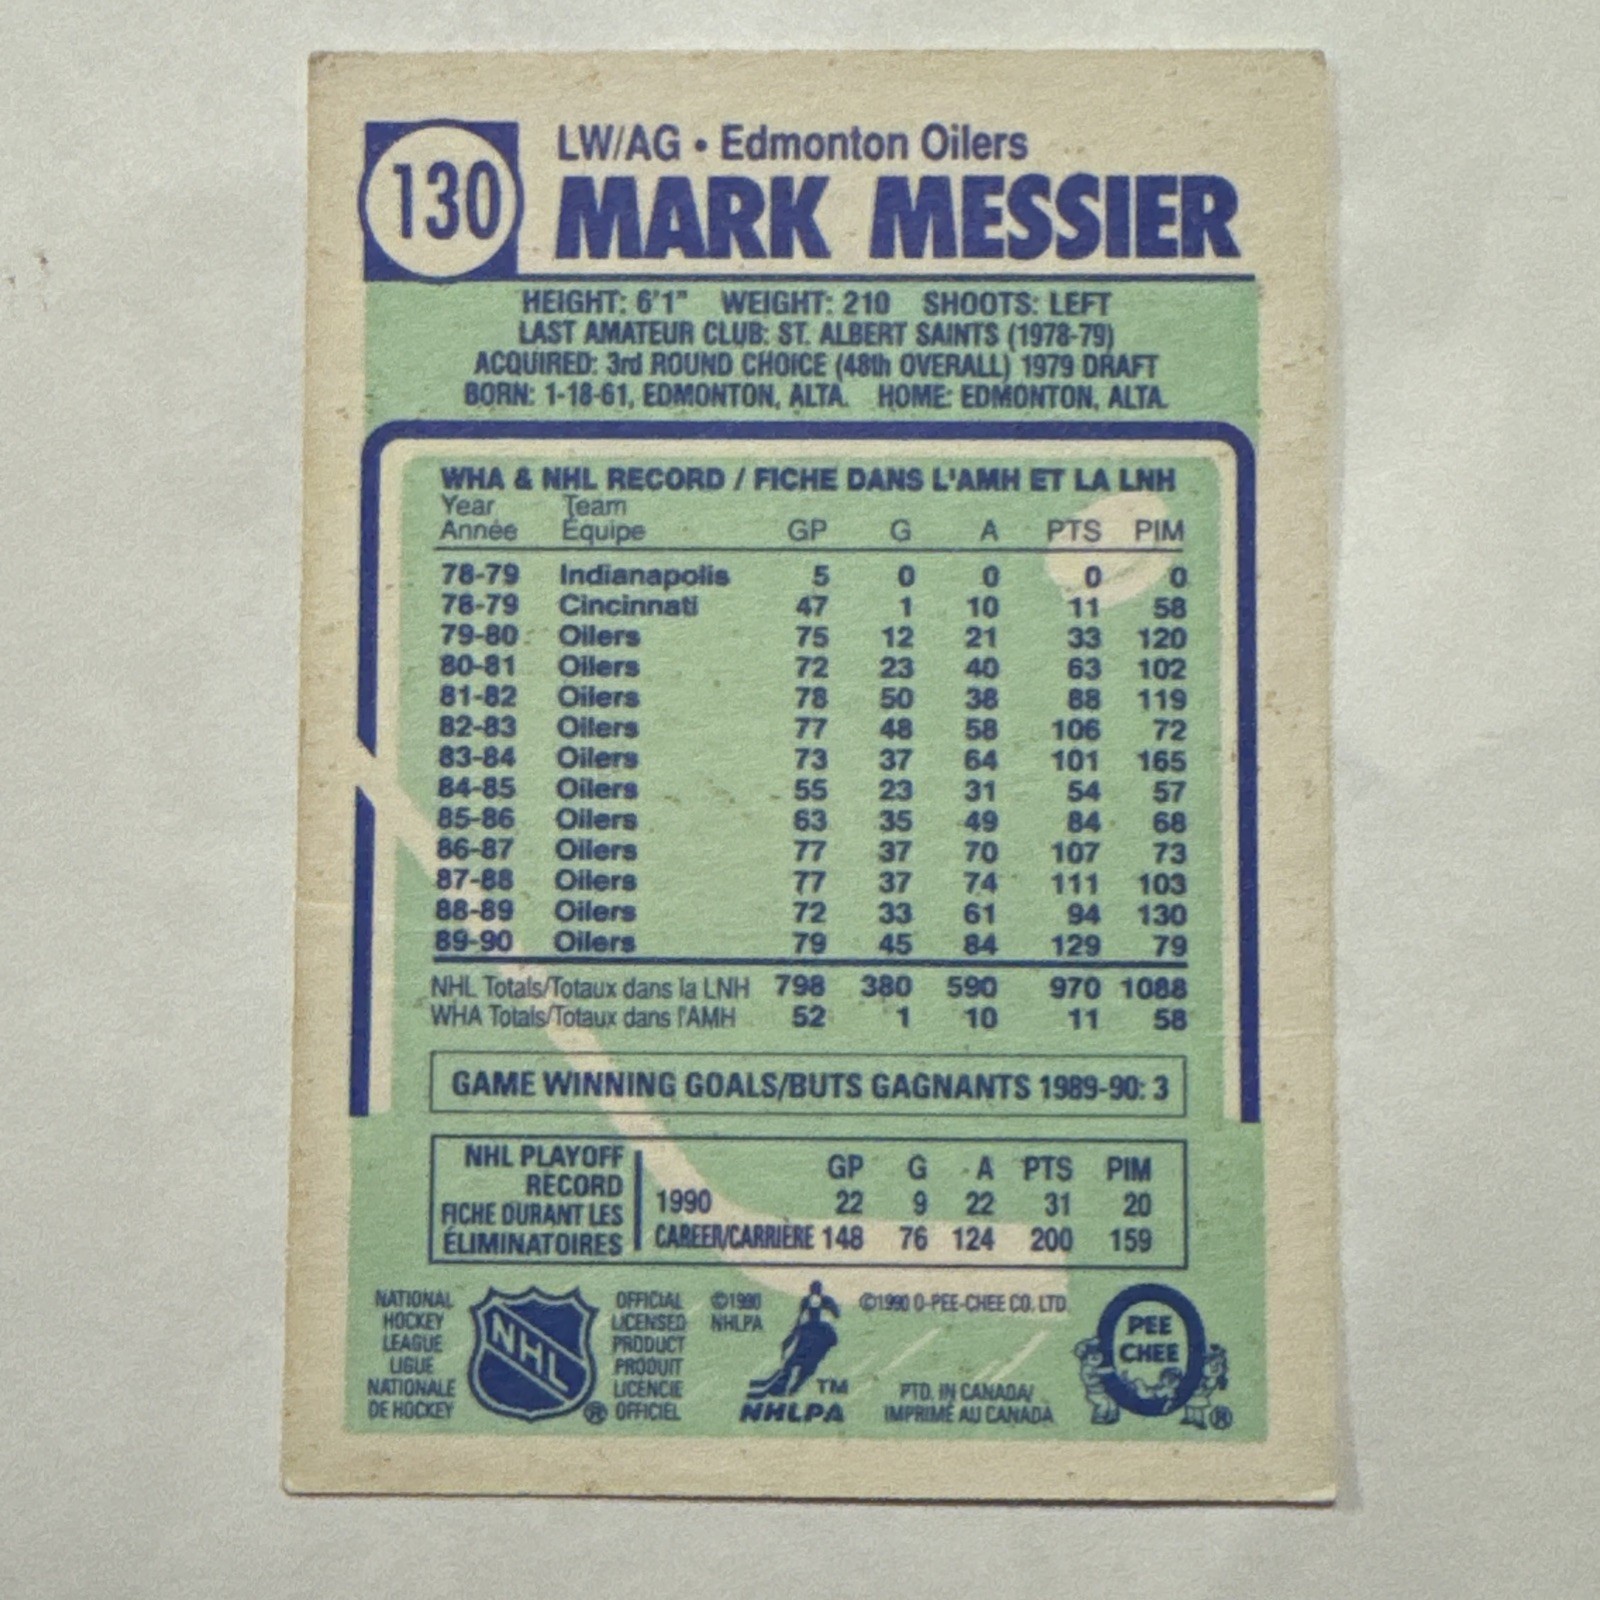 130
LW/AG • Edmonton Oilers
MARK MESSIER
HEIGHT: 6'1" WEIGHT: 210 SHOOTS: LEFT
LAST AMATEUR CLUB: ST. ALBERT SAINTS (1978-79)
ACQUIRED: 3rd ROUND CHOICE (48th OVERALL) 1979 DRAFT
BORN: 1-18-61, EDMONTON, ALTA. HOME: EDMONTON, ALTA.
WHA & NHL RECORD / FICHE DANS L'AMH ET LA LNH
Year Team
Année Équipe GP G A PTS PIM
78-79 Indianapolis 5 0 0 0 0
78-79 Cincinnati 47 1 10 11 58
79-80 Oilers 75 12 21 33 120
80-81 Oilers 72 23 40 63 102
81-82 Oilers 78 50 38 88 119
82-83 Oilers 77 48 58 106 72
83-84 Oilers 73 37 64 101 165
84-85 Oilers 55 23 31 54 57
85-86 Oilers 63 35 49 84 68
86-87 Oilers 77 37 70 107 73
87-88 Oilers 77 37 74 111 103
88-89 Oilers 72 33 61 94 130
89-90 Oilers 79 45 84 129 79
NHL Totals/Totaux dans la LNH 798 380 590 970 1088
WHA Totals/Totaux dans l'AMH 52 1 10 11 58
GAME WINNING GOALS/BUTS GAGNANTS 1989-90: 3
NHL PLAYOFF
RECORD
FICHE DURANT LES
ÉLIMINATOIRES
GP G A PTS PIM
1990 22 9 22 31 20
CAREER/CARRIÈRE 148 76 124 200 159
NATIONAL
HOCKEY
LEAGUE
LIGUE
NATIONALE
DE HOCKEY
NHL
®
OFFICIAL
LICENSED
PRODUCT
PRODUIT
LICENCIE
OFFICIEL
©1990
NHLPA
TM
NHLPA
©1990 O-PEE-CHEE CO. LTD.
PTD. IN CANADA/
IMPRIMÉ AU CANADA
O
PEE
CHEE
®